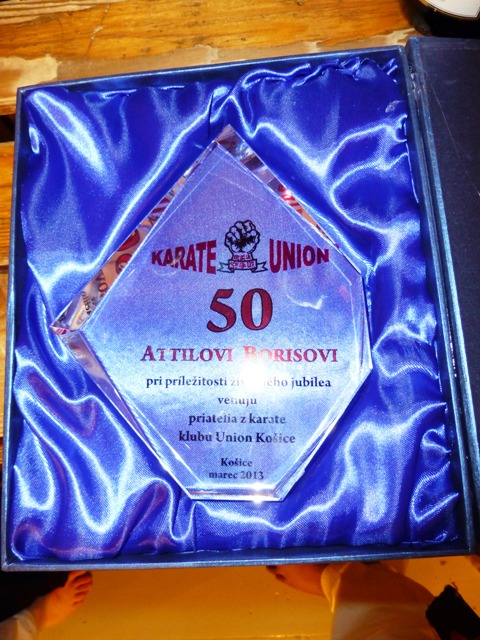 KARATE UNION
50
ATTILOVI BORISOVI
pri príležitosti jubilea
venujú
priatelia z karate
klubu Union Košice
Košice
marec 2013